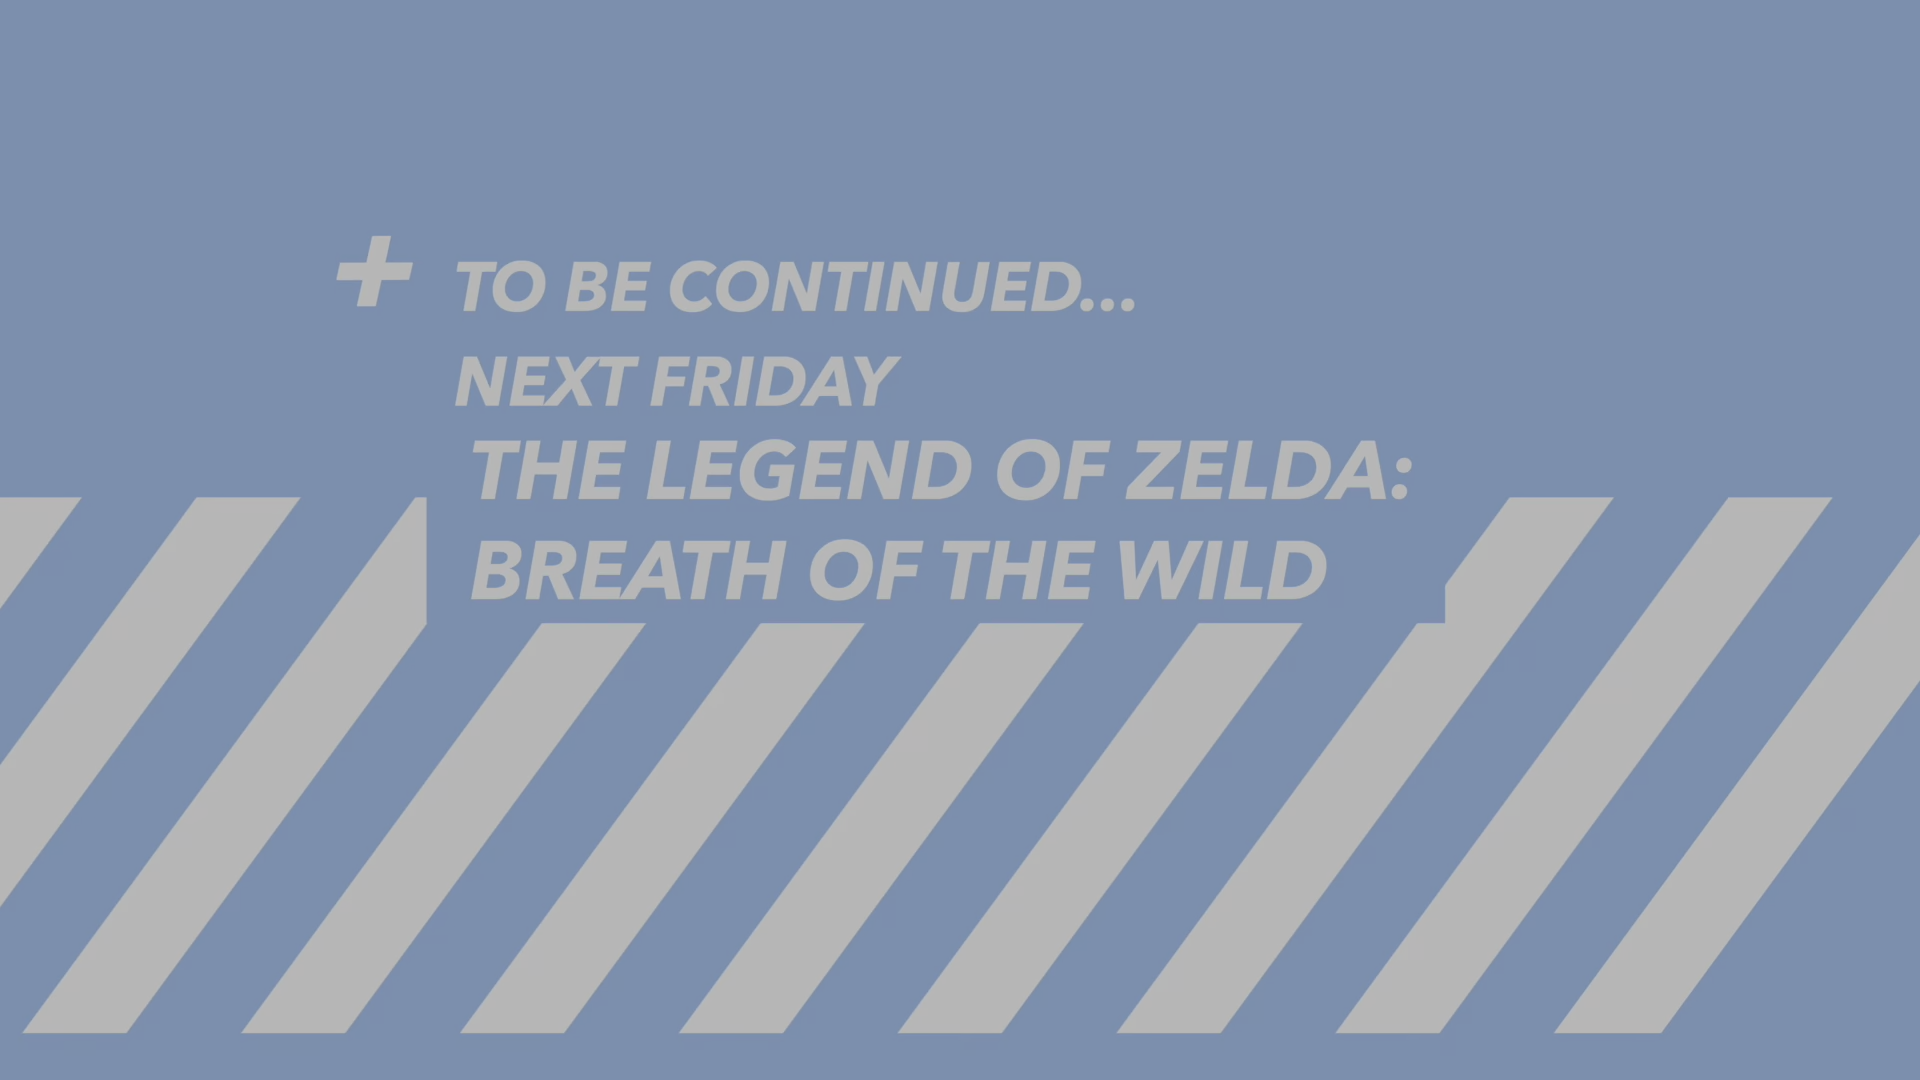 + TO BE CONTINUED...
NEXT FRIDAY
THE LEGEND OF ZELDA:
BREATH OF THE WILD